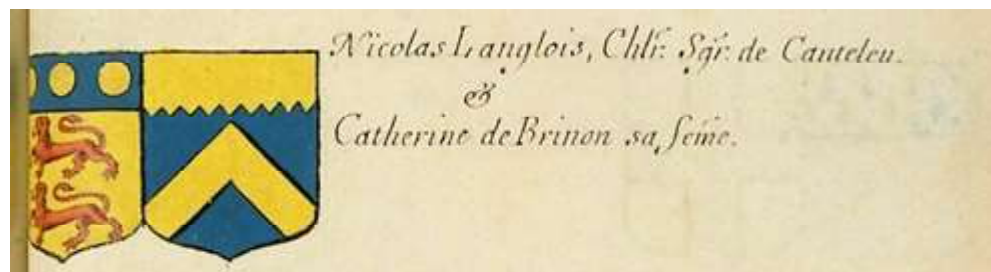 Nicolas Langlois, Chlr. Sgr. de Canteleu.
&
Catherine de Brinon sa feme.